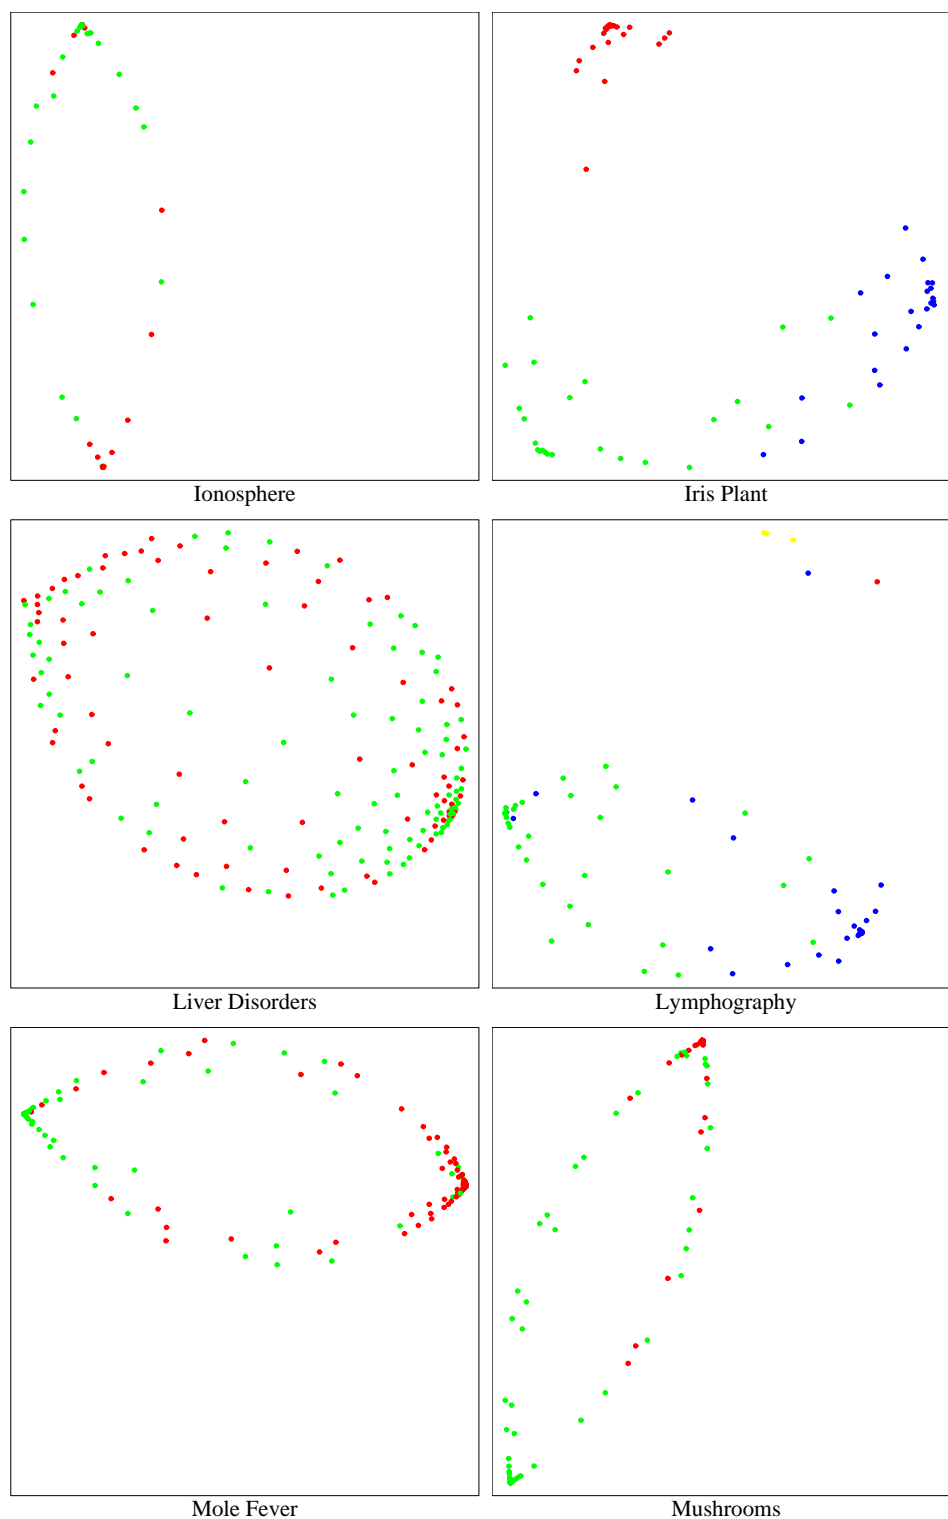 Ionosphere
Iris Plant
Liver Disorders
Lymphography
Mole Fever
Mushrooms